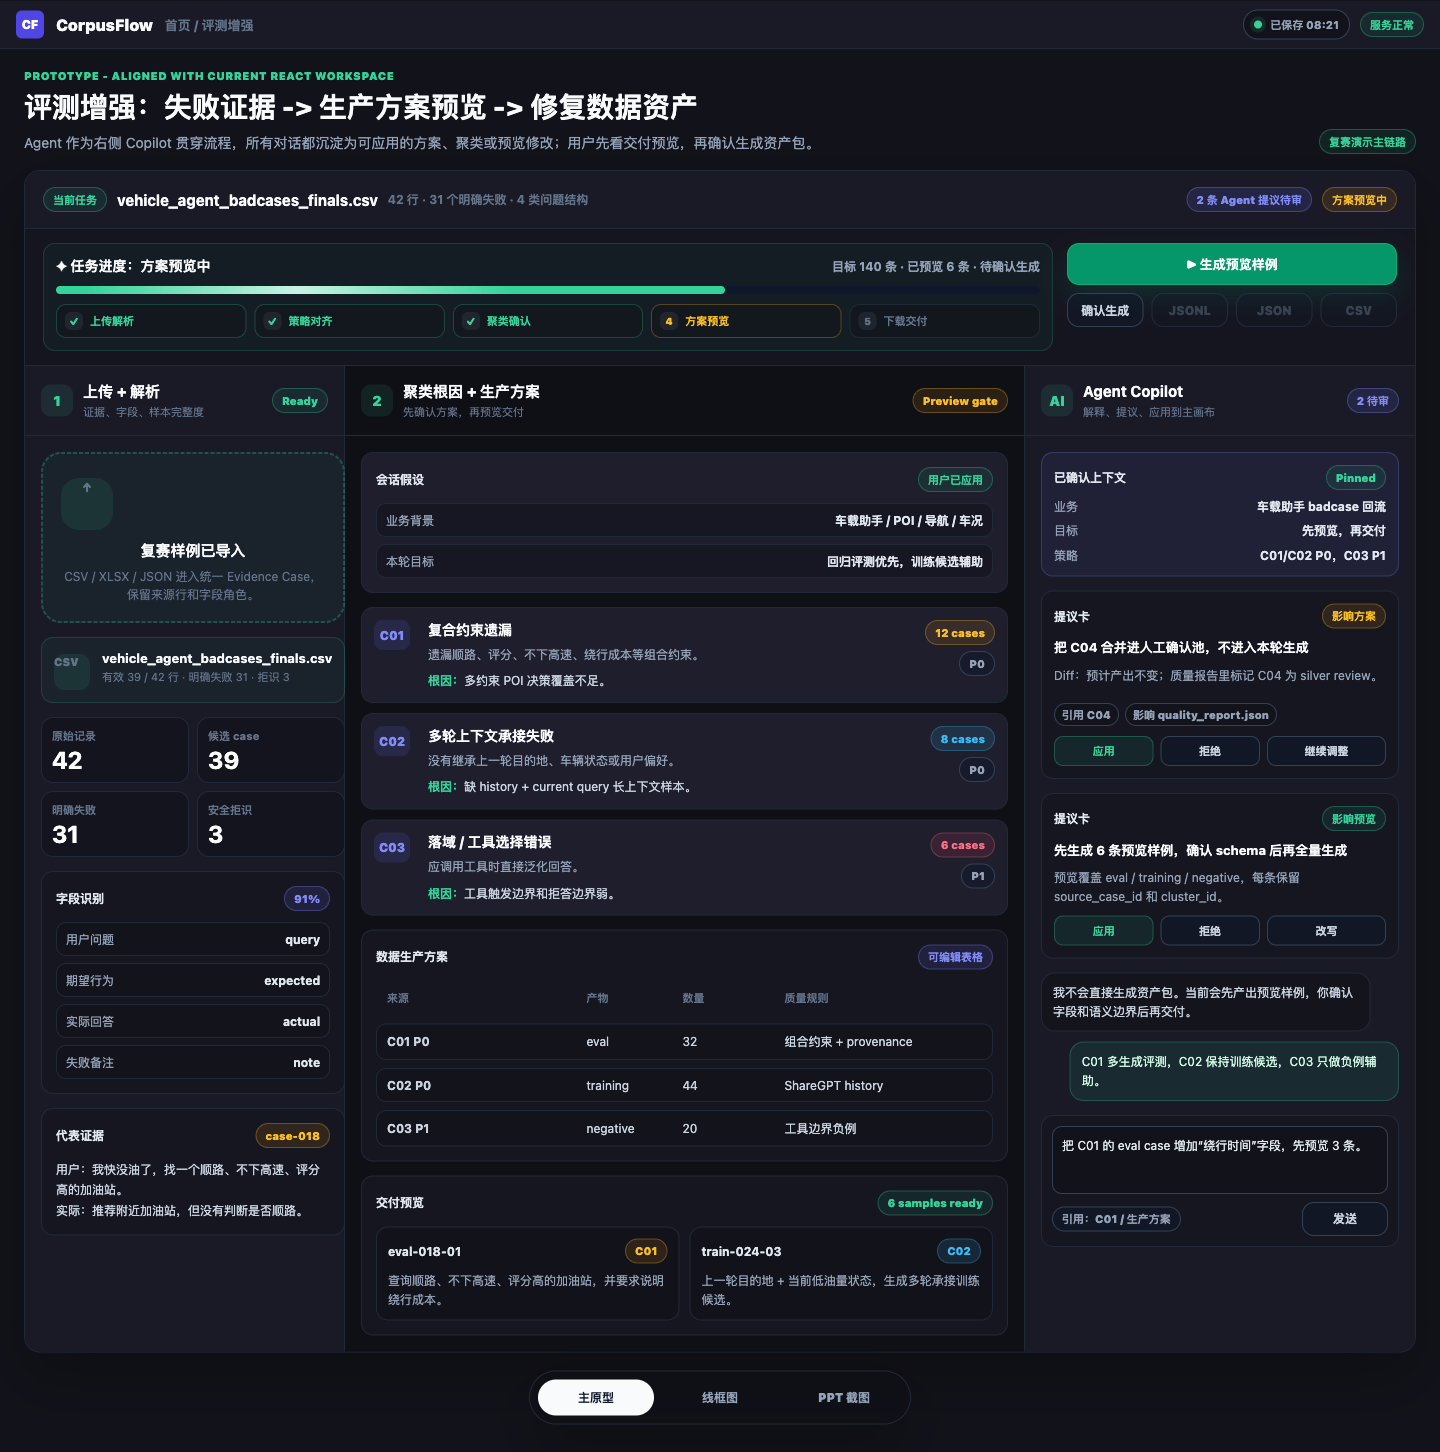 CF CorpusFlow 首页 / 评测增强
已保存 08:21 服务正常
PROTOTYPE - ALIGNED WITH CURRENT REACT WORKSPACE
评测增强：失败证据 -> 生产方案预览 -> 修复数据资产
Agent 作为右侧 Copilot 贯穿流程，所有对话都沉淀为可应用的方案、聚类或预览修改；用户先看交付预览，再确认生成资产包。
复赛演示主链路
当前任务 vehicle_agent_badcases_finals.csv 42 行 · 31 个明确失败 · 4 类问题结构
2 条 Agent 提议待审 方案预览中
✦ 任务进度：方案预览中
目标 140 条 · 已预览 6 条 · 待确认生成
✓ 上传解析
✓ 策略对齐
✓ 聚类确认
4 方案预览
5 下载交付
▶ 生成预览样例
确认生成 JSONL JSON CSV
1 上传 + 解析
证据、字段、样本完整度
Ready
↑
复赛样例已导入
CSV / XLSX / JSON 进入统一 Evidence Case，
保留来源行和字段角色。
CSV
vehicle_agent_badcases_finals.csv
有效 39 / 42 行 · 明确失败 31 · 拒识 3
原始记录
42
候选 case
39
明确失败
31
安全拒识
3
字段识别 91%
用户问题 query
期望行为 expected
实际回答 actual
失败备注 note
代表证据 case-018
用户：我快没油了，找一个顺路、不下高速、评分
高的加油站。
实际：推荐附近加油站，但没有判断是否顺路。
2 聚类根因 + 生产方案
先确认方案，再预览交付
Preview gate
会话假设 用户已应用
业务背景 车载助手 / POI / 导航 / 车况
本轮目标 回归评测优先，训练候选辅助
C01 复合约束遗漏 12 cases
遗漏顺路、评分、不下高速、绕行成本等组合约束。 P0
根因：多约束 POI 决策覆盖不足。
C02 多轮上下文承接失败 8 cases
没有继承上一轮目的地、车辆状态或用户偏好。 P0
根因：缺 history + current query 长上下文样本。
C03 落域 / 工具选择错误 6 cases
应调用工具时直接泛化回答。 P1
根因：工具触发边界和拒答边界弱。
数据生产方案 可编辑表格
来源 产物 数量 质量规则
C01 P0 eval 32 组合约束 + provenance
C02 P0 training 44 ShareGPT history
C03 P1 negative 20 工具边界负例
交付预览 6 samples ready
eval-018-01 C01
查询顺路、不下高速、评分高的加油站，并要求说明
绕行成本。
train-024-03 C02
上一轮目的地 + 当前低油量状态，生成多轮承接训练
候选。
AI Agent Copilot
解释、提议、应用到主画布
2 待审
已确认上下文 Pinned
业务 车载助手 badcase 回流
目标 先预览，再交付
策略 C01/C02 P0，C03 P1
提议卡 影响方案
把 C04 合并进人工确认池，不进入本轮生成
Diff：预计产出不变；质量报告里标记 C04 为 silver review。
引用 C04 影响 quality_report.json
应用 拒绝 继续调整
提议卡 影响预览
先生成 6 条预览样例，确认 schema 后再全量生成
预览覆盖 eval / training / negative，每条保留
source_case_id 和 cluster_id。
应用 拒绝 改写
我不会直接生成资产包。当前会先产出预览样例，你确认
字段和语义边界后再交付。
C01 多生成评测，C02 保持训练候选，C03 只做负例辅
助。
把 C01 的 eval case 增加“绕行时间”字段，先预览 3 条。
引用：C01 / 生产方案 发送
主原型 线框图 PPT 截图